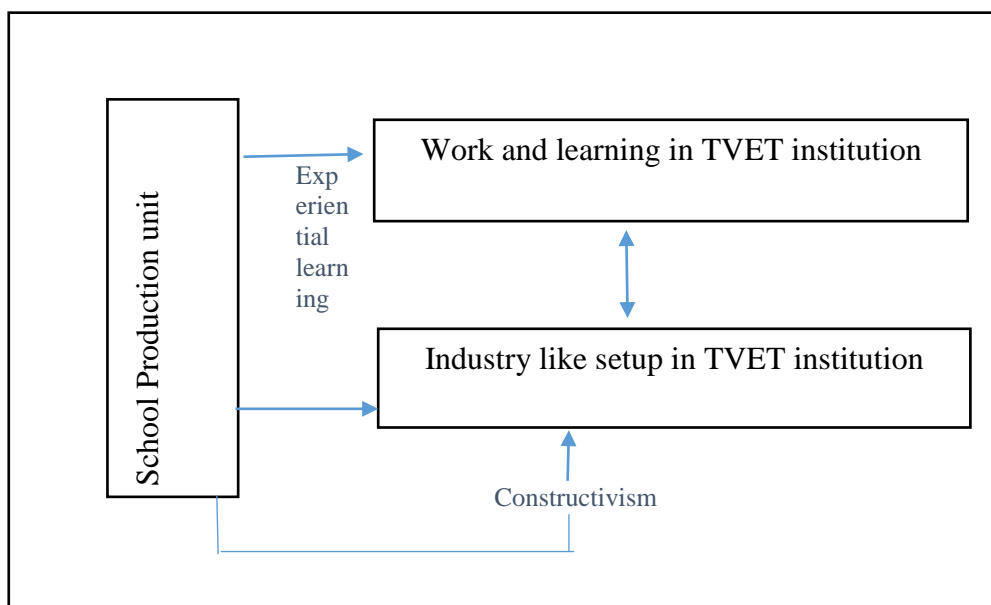 School Production unit
Work and learning in TVET institution
Exp
erien
tial
learn
ing
Industry like setup in TVET institution
Constructivism